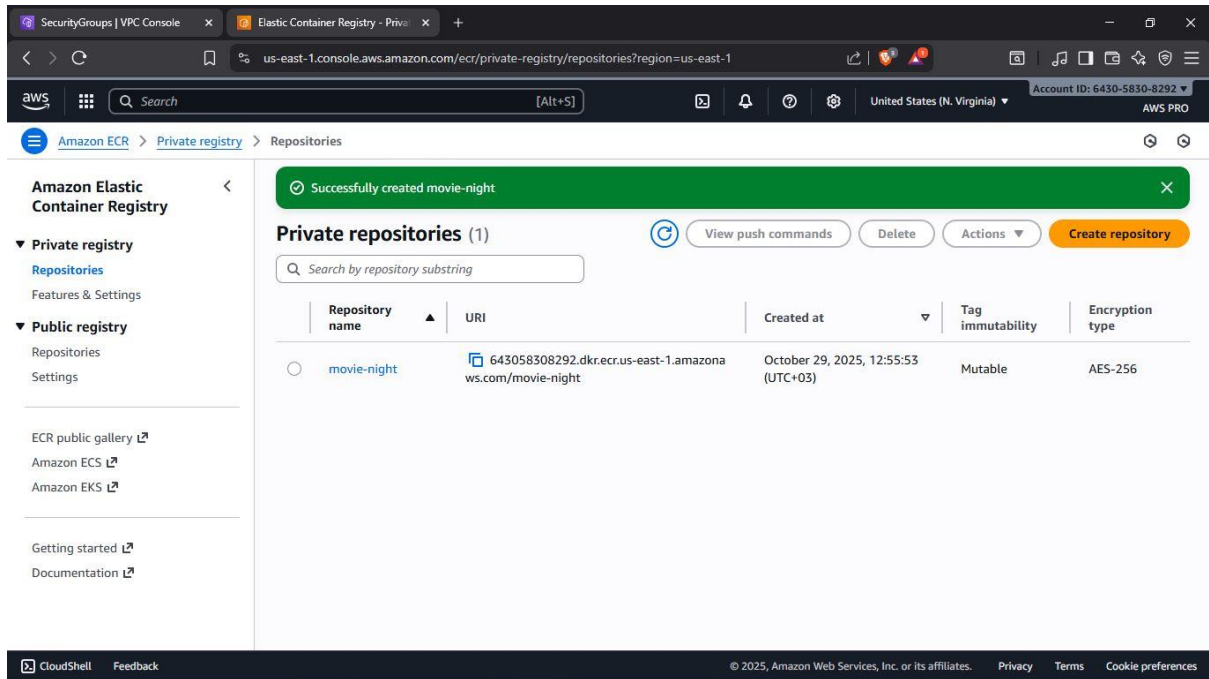 SecurityGroups | VPC Console
Elastic Container Registry - Priva
us-east-1.console.aws.amazon.com/ecr/private-registry/repositories?region=us-east-1
aws
Search
[Alt+S]
United States (N. Virginia)
Account ID: 6430-5830-8292
AWS PRO
Amazon ECR > Private registry > Repositories
Amazon Elastic
Container Registry
Private registry
Repositories
Features & Settings
Public registry
Repositories
Settings
ECR public gallery
Amazon ECS
Amazon EKS
Getting started
Documentation
Successfully created movie-night
Private repositories (1)
View push commands
Delete
Actions
Create repository
Search by repository substring
Repository
name
URI
Created at
Tag
immutability
Encryption
type
movie-night
643058308292.dkr.ecr.us-east-1.amazona
ws.com/movie-night
October 29, 2025, 12:55:53
(UTC+03)
Mutable
AES-256
CloudShell
Feedback
© 2025, Amazon Web Services, Inc. or its affiliates.
Privacy
Terms
Cookie preferences